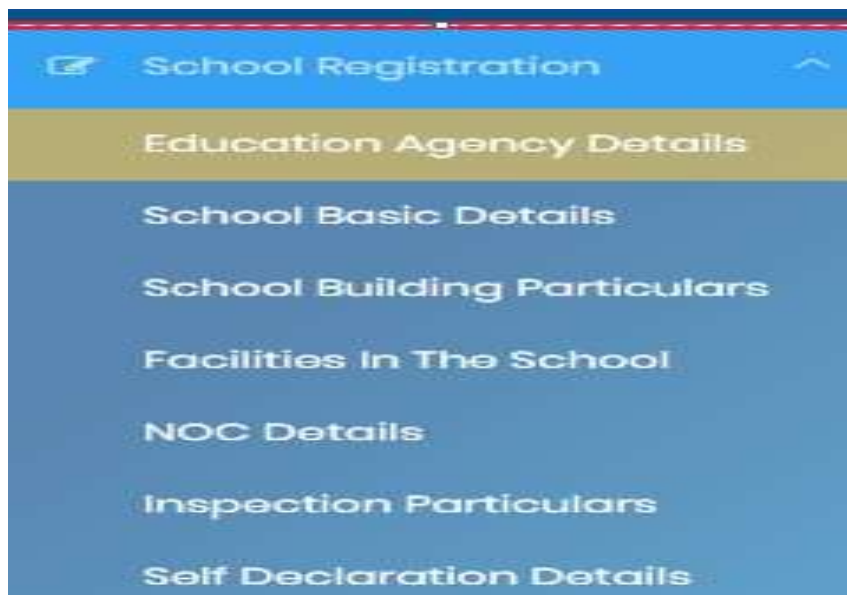 School Registration
Education Agency Details
School Basic Details
School Building Particulars
Facilities In The School
NOC Details
Inspection Particulars
Self Declaration Details